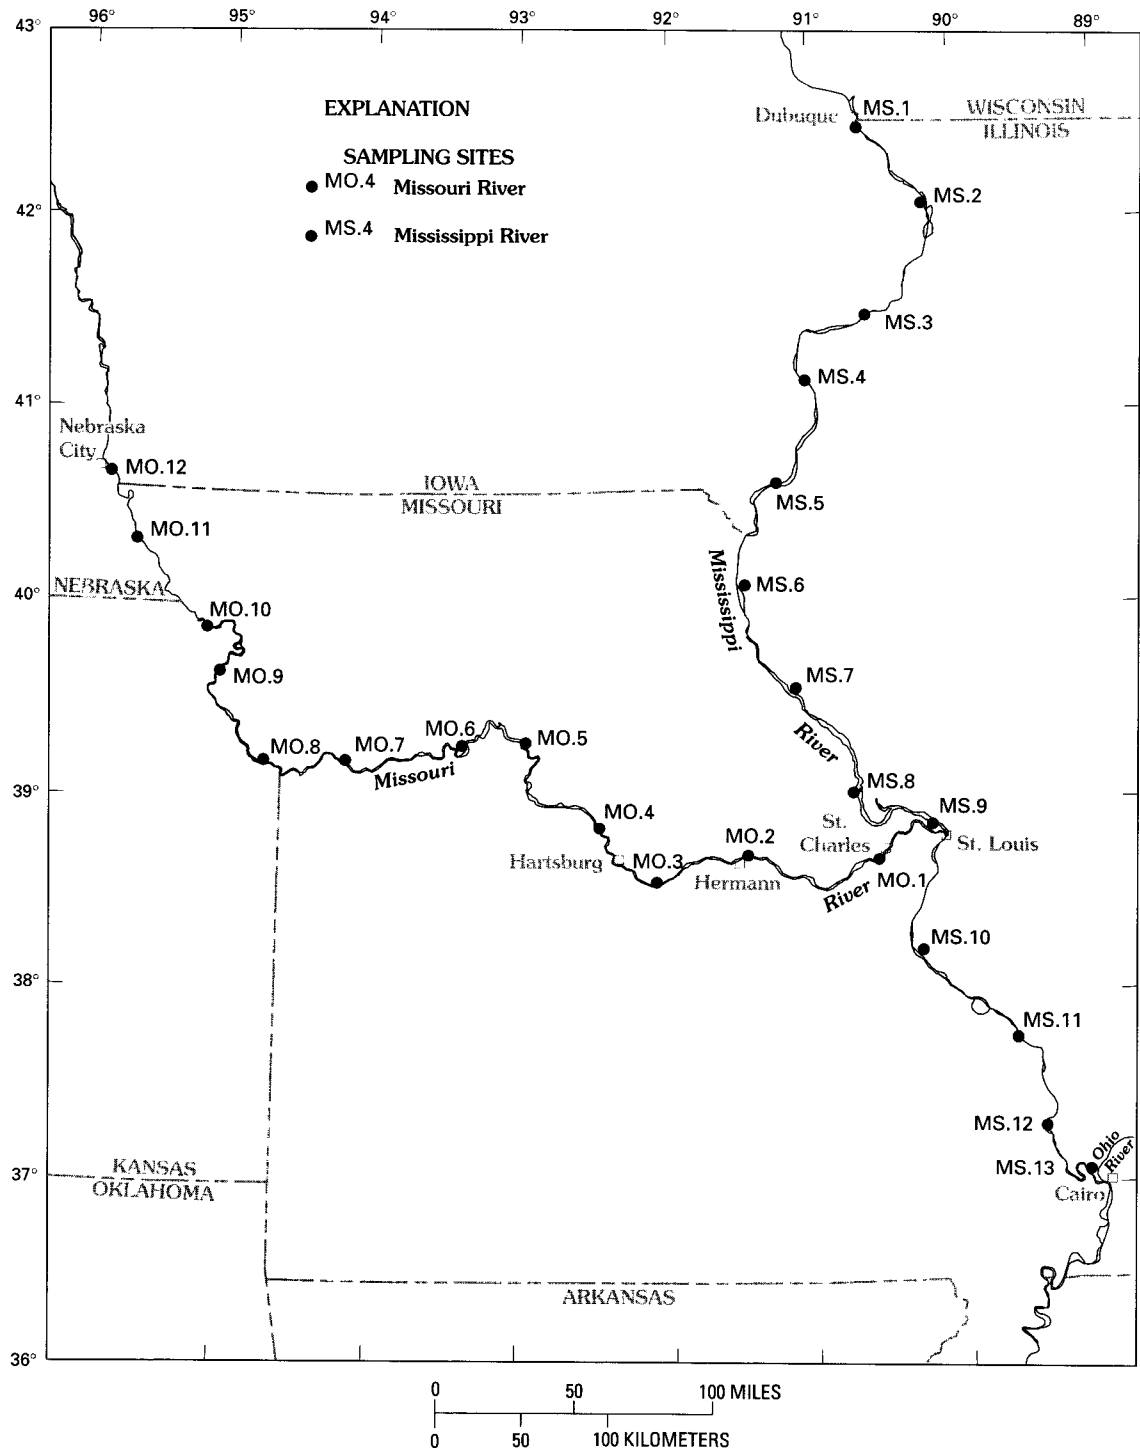 96° 95° 94° 93° 92° 91° 90° 89°
43°
EXPLANATION
SAMPLING SITES
MO.4 Missouri River
MS.4 Mississippi River
Dubuque
MS.1
WISCONSIN
ILLINOIS
MS.2
42°
MS.3
MS.4
41°
Nebraska
City
MO.12
IOWA
MISSOURI
MS.5
MO.11
Mississippi
River
MS.6
NEBRASKA
40°
MO.10
MO.9
MS.7
MO.8
MO.7
MO.6
MO.5
Missouri
River
39°
MS.8
MS.9
MO.4
St.
Charles
St. Louis
MO.2
Hartsburg
MO.3
Hermann
MO.1
MS.10
38°
MS.11
MS.12
Ohio
River
MS.13
37°
KANSAS
OKLAHOMA
Cairo
ARKANSAS
36°
0 50 100 MILES
0 50 100 KILOMETERS